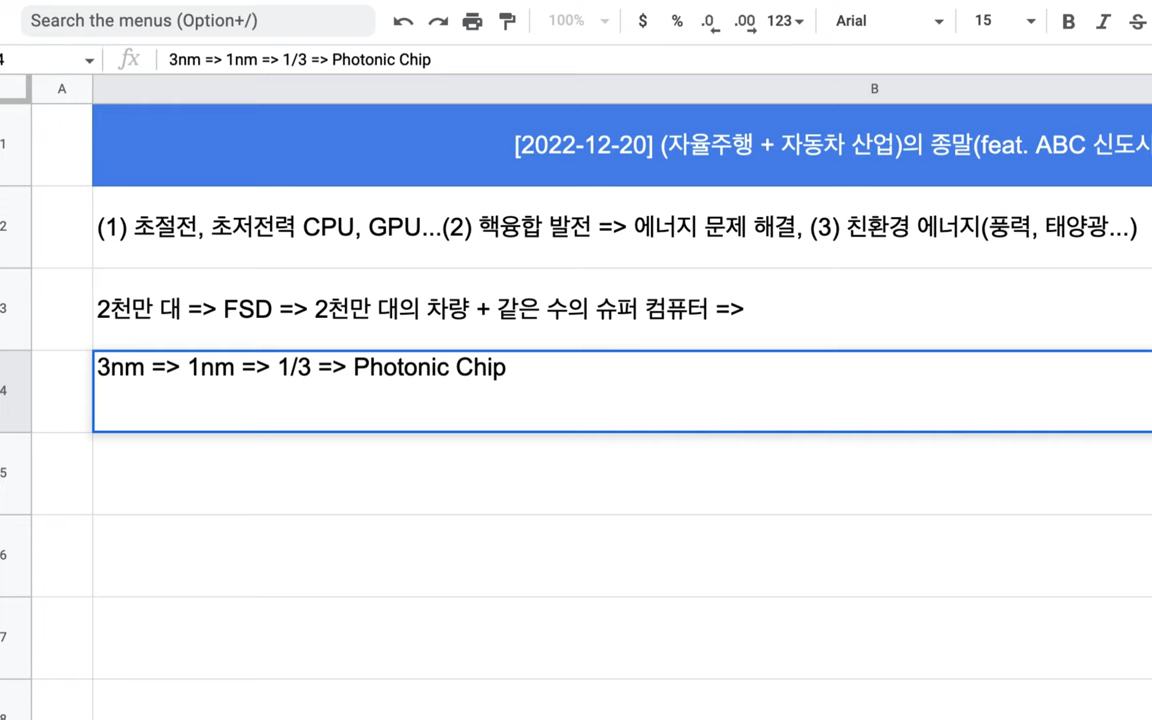 Search the menus (Option+/)
100% $ % .0 .00 123 Arial 15 B I S
4 fx 3nm => 1nm => 1/3 => Photonic Chip
A B
1 [2022-12-20] (자율주행 + 자동차 산업)의 종말(feat. ABC 신도시
2 (1) 초절전, 초저전력 CPU, GPU...(2) 핵융합 발전 => 에너지 문제 해결, (3) 친환경 에너지(풍력, 태양광...)
3 2천만 대 => FSD => 2천만 대의 차량 + 같은 수의 슈퍼 컴퓨터 =>
4 3nm => 1nm => 1/3 => Photonic Chip
5
6
7
8